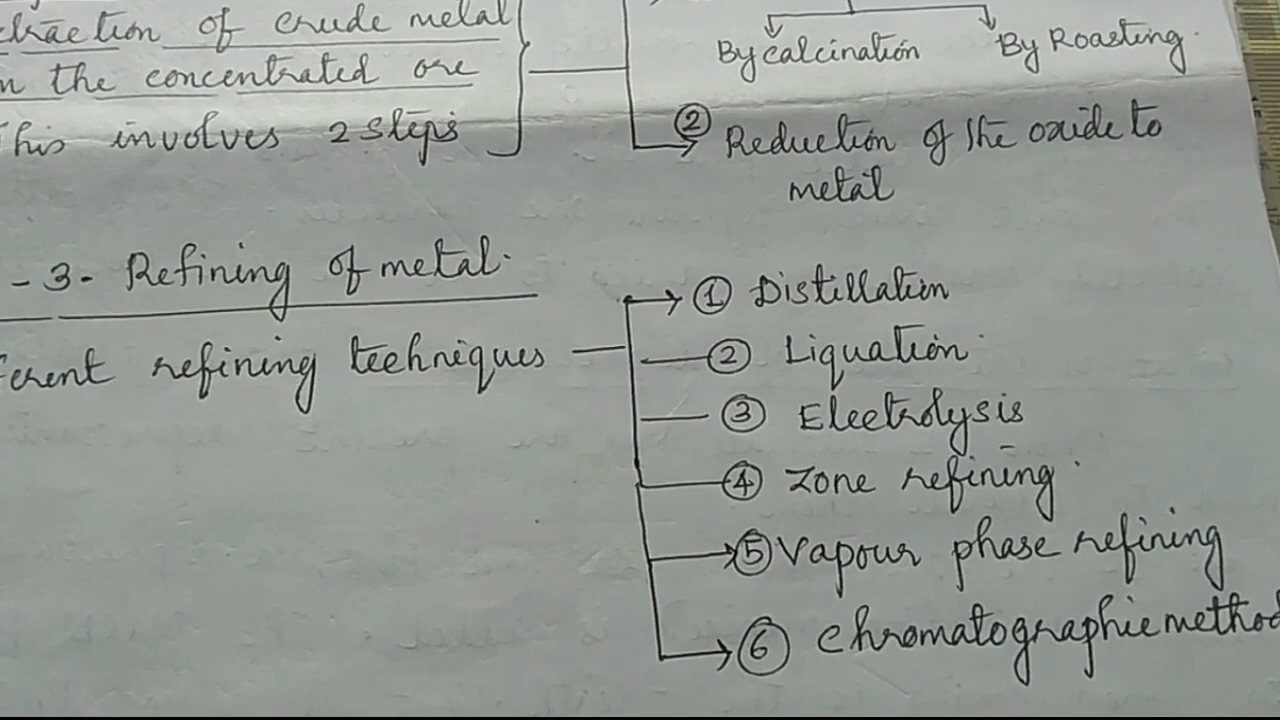 traction of crude metal
By calcination By Roasting.
n the concentrated ore
This involves 2 steps
② Reduction of the oxide to
metal
- 3 - Refining of metal.
erent refining techniques
① Distillation
② Liquation
③ Electrolysis
④ Zone refining
⑤ Vapour phase refining
⑥ Chromatographic method